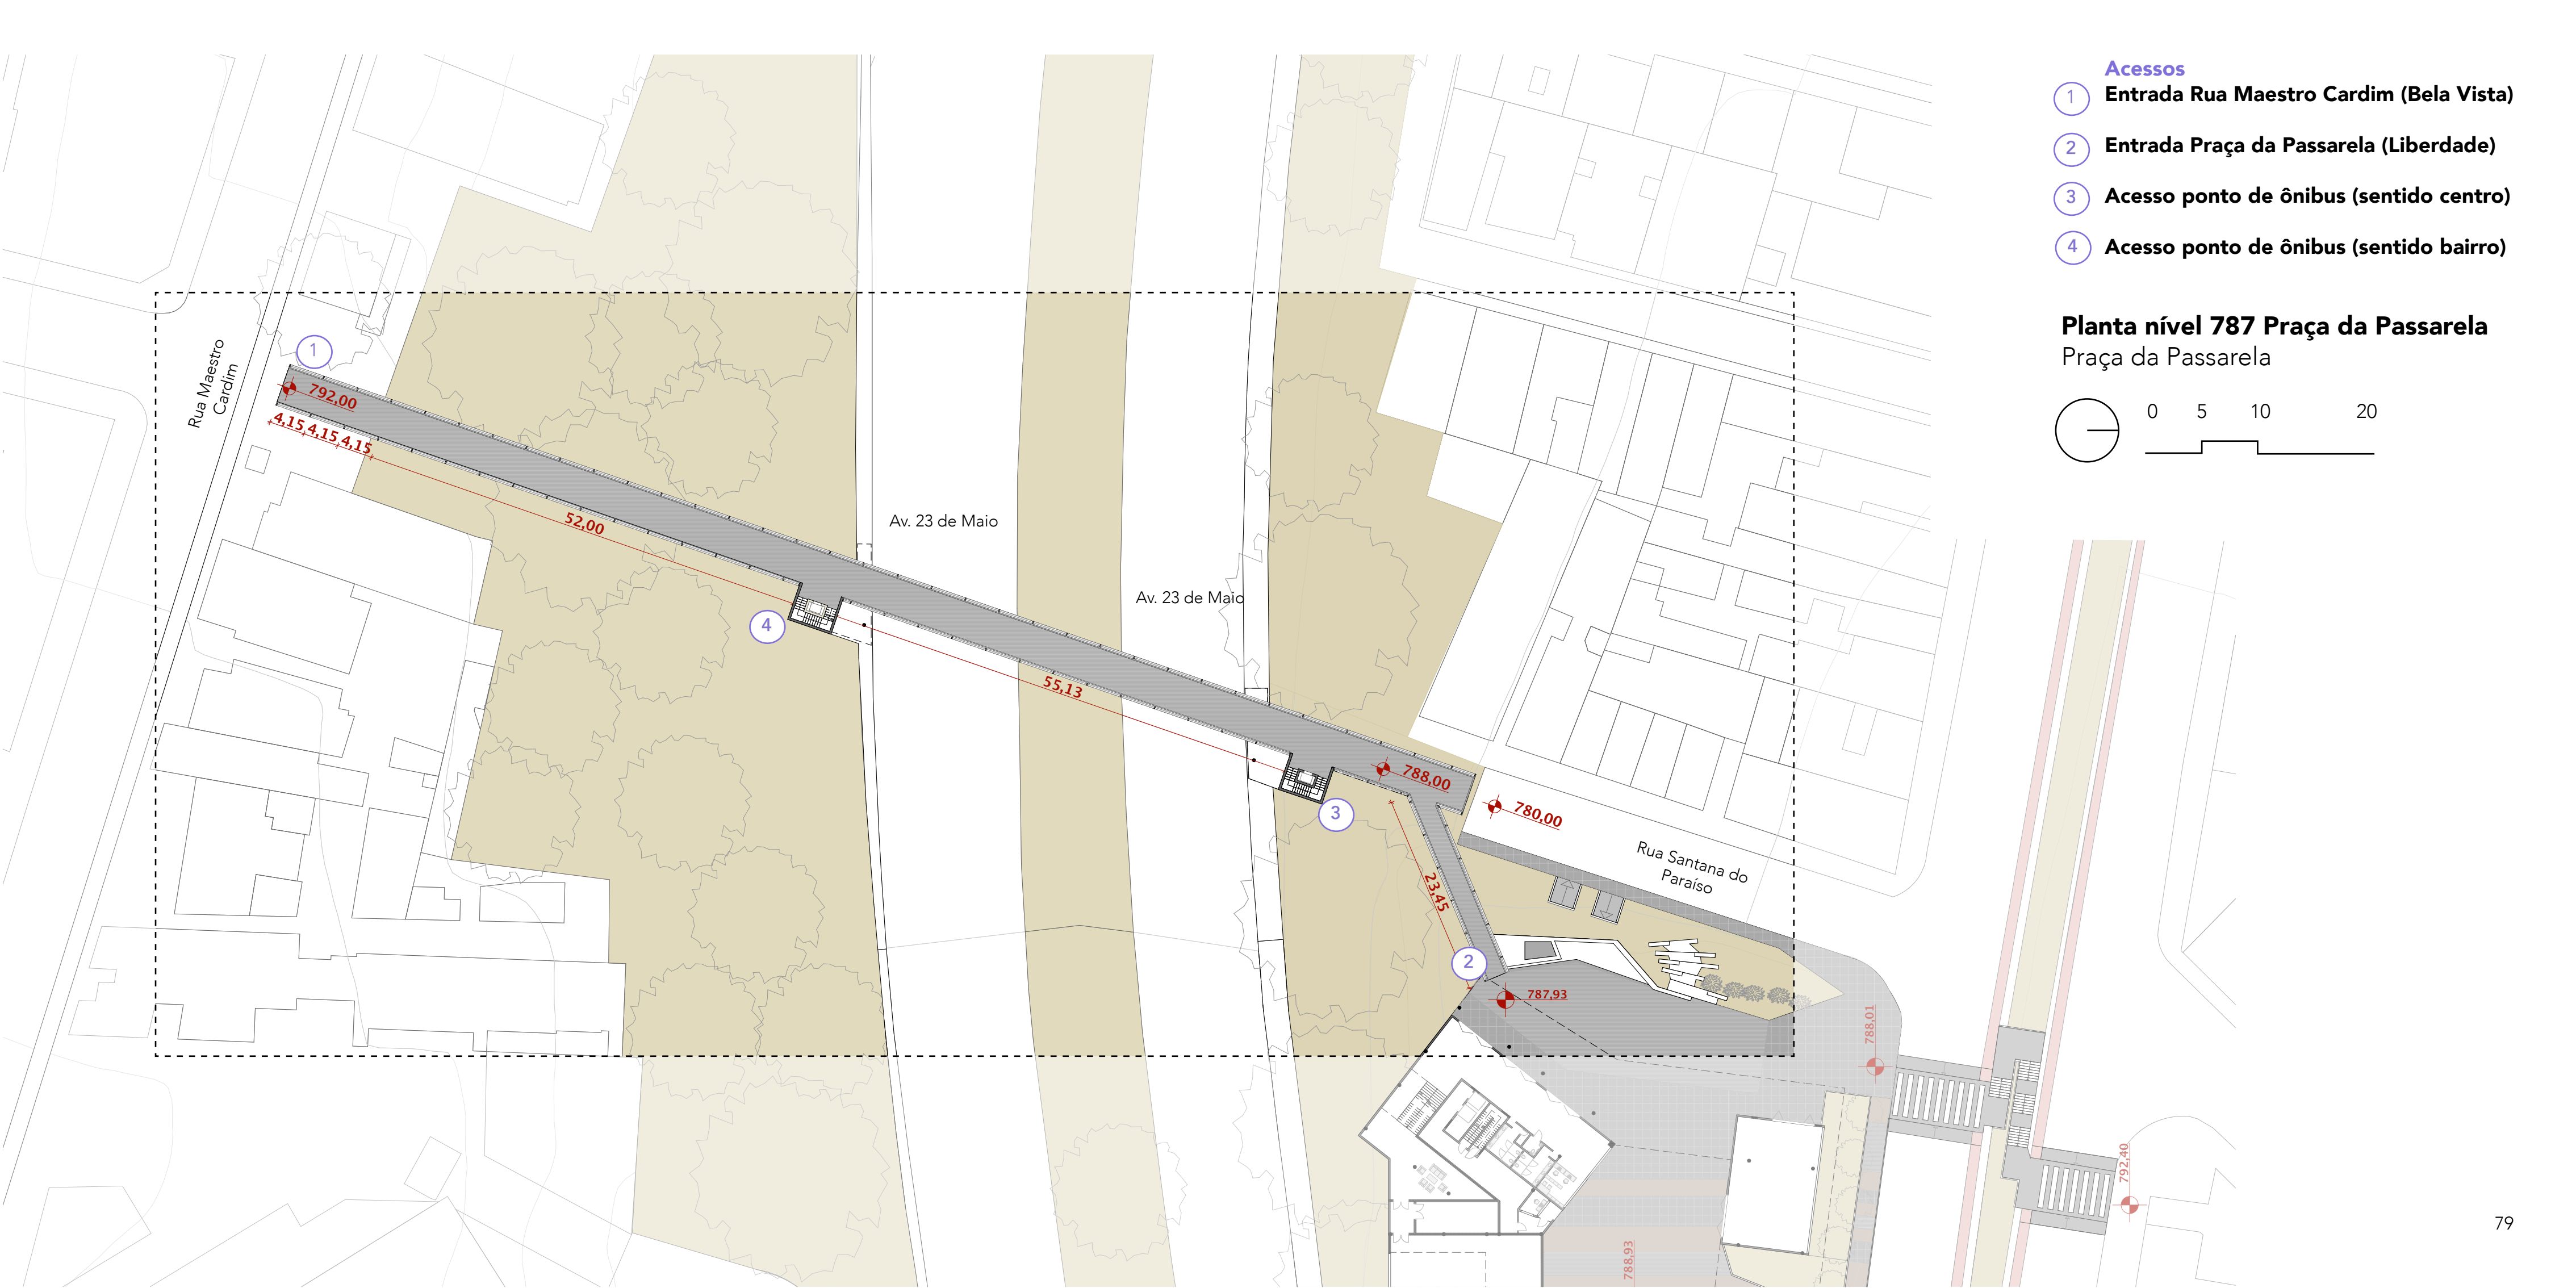 Acessos
1 Entrada Rua Maestro Cardim (Bela Vista)
2 Entrada Praça da Passarela (Liberdade)
3 Acesso ponto de ônibus (sentido centro)
4 Acesso ponto de ônibus (sentido bairro)
Planta nível 787 Praça da Passarela
Praça da Passarela
0 5 10 20
Rua Maestro
Cardim
1
792,00
4,15 4,15 4,15
52,00
Av. 23 de Maio
Av. 23 de Maio
4
55,13
3
788,00
780,00
Rua Santana do
Paraíso
23,45
2
787,93
788,01
792,40
788,93
79